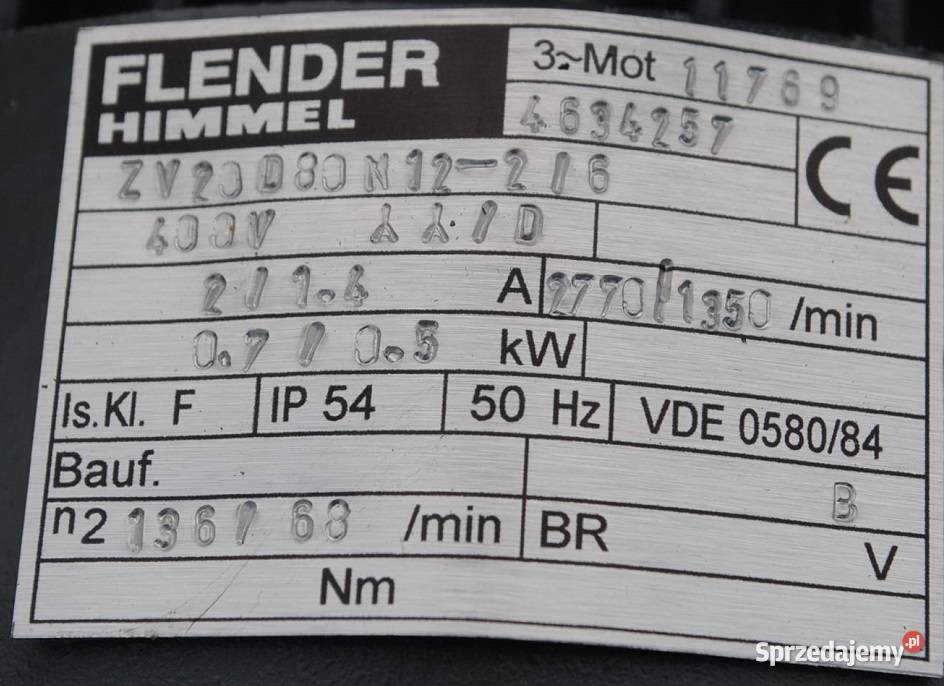 FLENDER
HIMMEL
3~Mot 11769
4634257
CE
ZV20D80N12-2/6
400V ⅄⅄/D
2/1.4 A 2770/1350 /min
0.7/0.5 kW
Is.Kl. F IP 54 50 Hz VDE 0580/84
Bauf.
B
n2 136/68 /min BR V
Nm
Sprzedajemy.pl